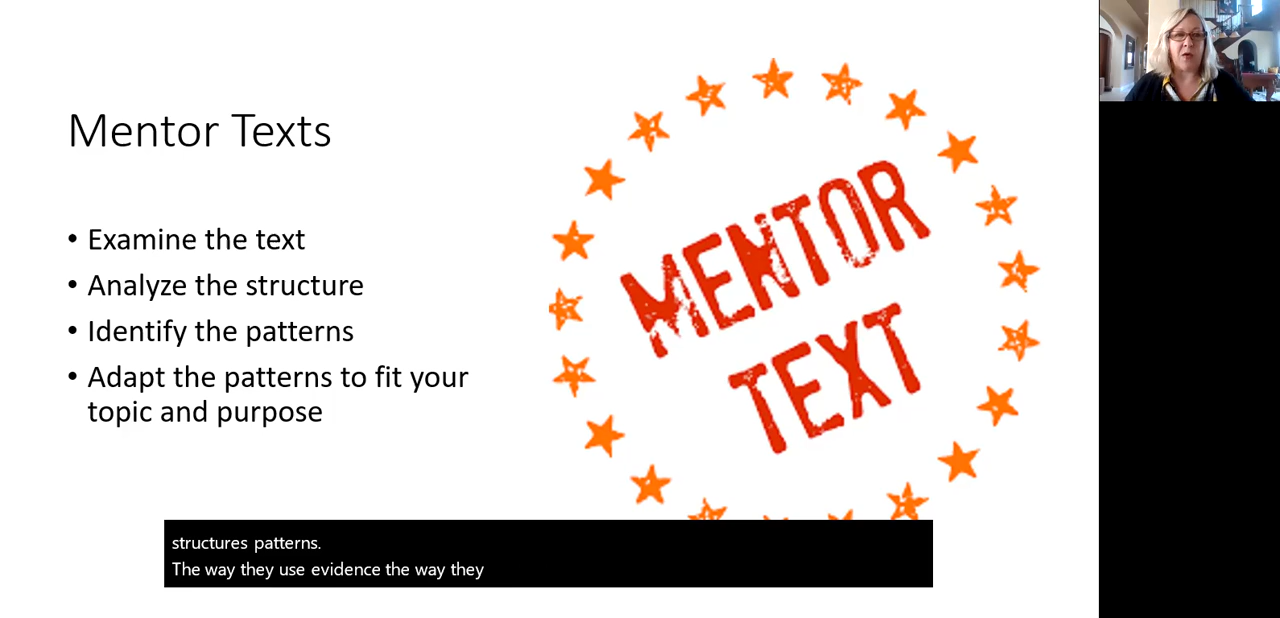 Mentor Texts
• Examine the text
• Analyze the structure
• Identify the patterns
• Adapt the patterns to fit your
topic and purpose
MENTOR
TEXT
structures patterns.
The way they use evidence the way they